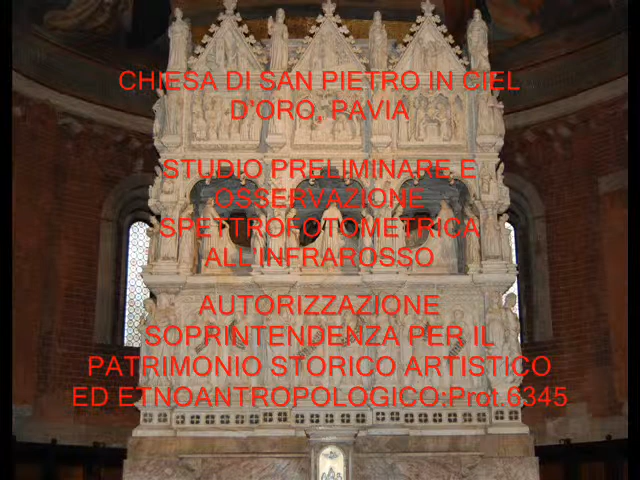 CHIESA DI SAN PIETRO IN CIEL
D'ORO, PAVIA
STUDIO PRELIMINARE E
OSSERVAZIONE
SPETTROFOTOMETRICA
ALL'INFRAROSSO
AUTORIZZAZIONE
SOPRINTENDENZA PER IL
PATRIMONIO STORICO ARTISTICO
ED ETNOANTROPOLOGICO:Prot.6345